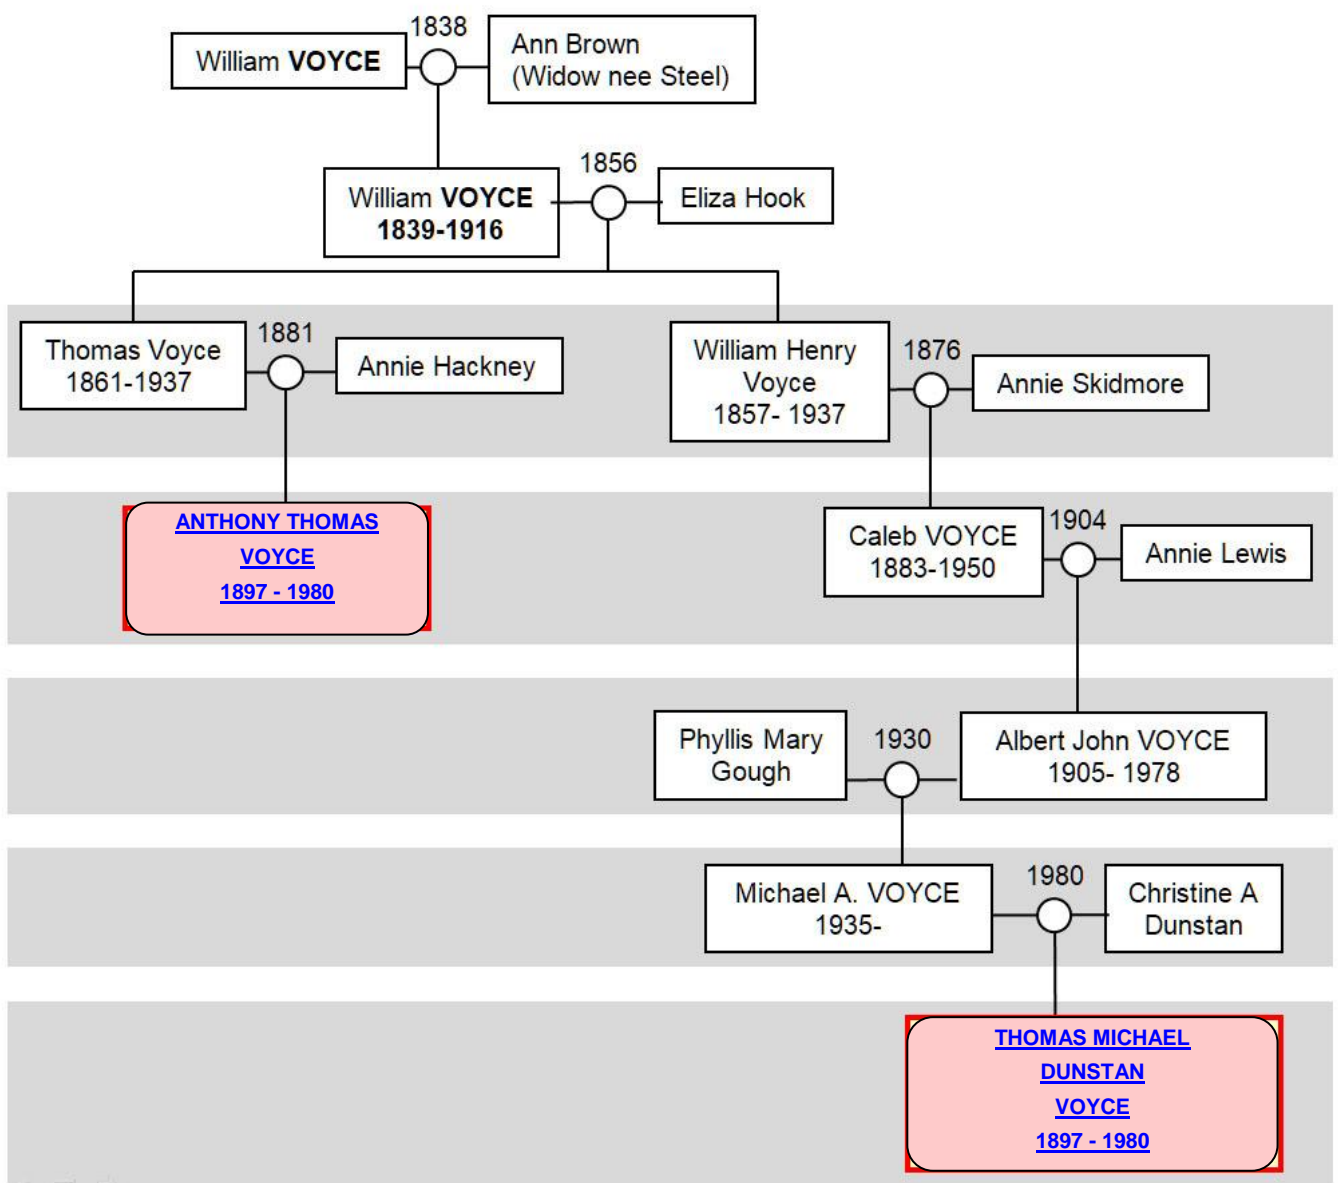 1838
William VOYCE
Ann Brown
(Widow nee Steel)
1856
William VOYCE
1839-1916
Eliza Hook
Thomas Voyce
1861-1937
1881
Annie Hackney
William Henry
Voyce
1857- 1937
1876
Annie Skidmore
ANTHONY THOMAS
VOYCE
1897 - 1980
Caleb VOYCE
1883-1950
1904
Annie Lewis
Phyllis Mary
Gough
1930
Albert John VOYCE
1905- 1978
Michael A. VOYCE
1935-
1980
Christine A
Dunstan
THOMAS MICHAEL
DUNSTAN
VOYCE
1897 - 1980